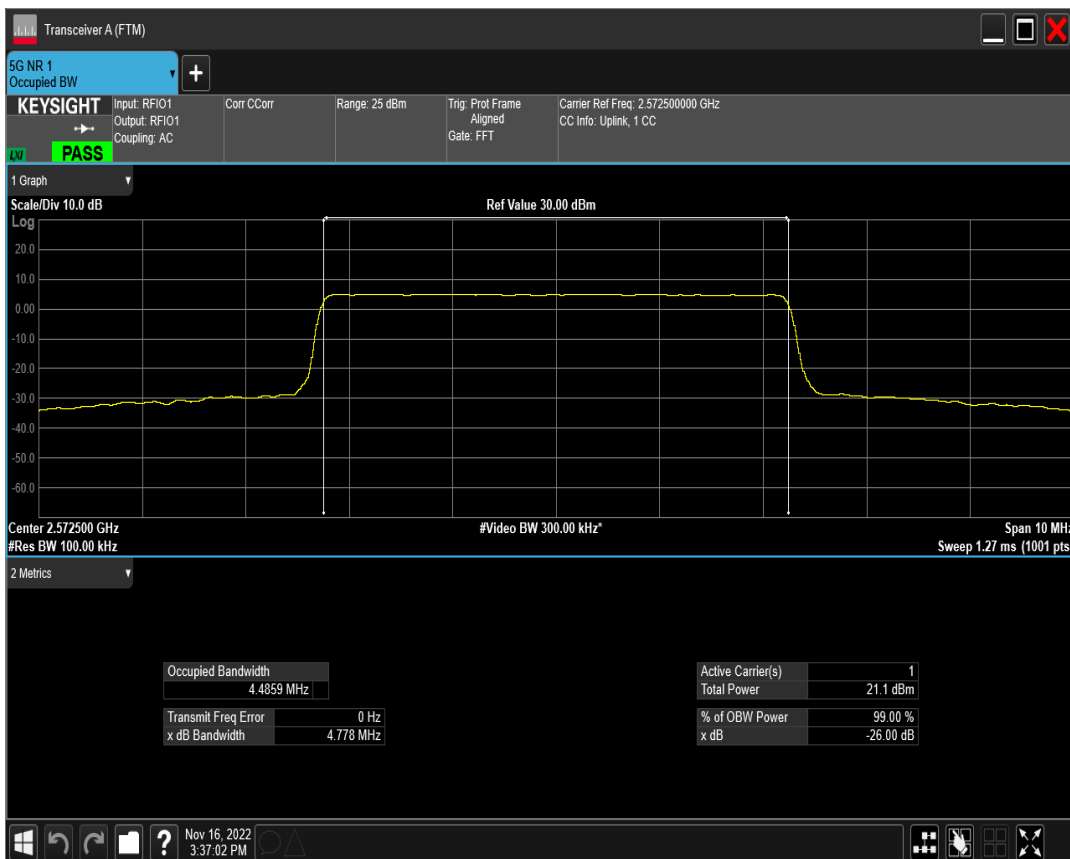 Transceiver A (FTM)
5G NR 1
Occupied BW
+
KEYSIGHT
LXI
PASS
Input: RFIO1
Output: RFIO1
Coupling: AC
Corr CCorr
Range: 25 dBm
Trig: Prot Frame
Aligned
Gate: FFT
Carrier Ref Freq: 2.572500000 GHz
CC Info: Uplink, 1 CC
1 Graph
Scale/Div 10.0 dB
Ref Value 30.00 dBm
Log
20.0
10.0
0.00
-10.0
-20.0
-30.0
-40.0
-50.0
-60.0
Center 2.572500 GHz
#Video BW 300.00 kHz*
Span 10 MHz
#Res BW 100.00 kHz
Sweep 1.27 ms (1001 pts
2 Metrics
Occupied Bandwidth
4.4859 MHz
Transmit Freq Error 0 Hz
x dB Bandwidth 4.778 MHz
Active Carrier(s) 1
Total Power 21.1 dBm
% of OBW Power 99.00 %
x dB -26.00 dB
?
Nov 16, 2022
3:37:02 PM